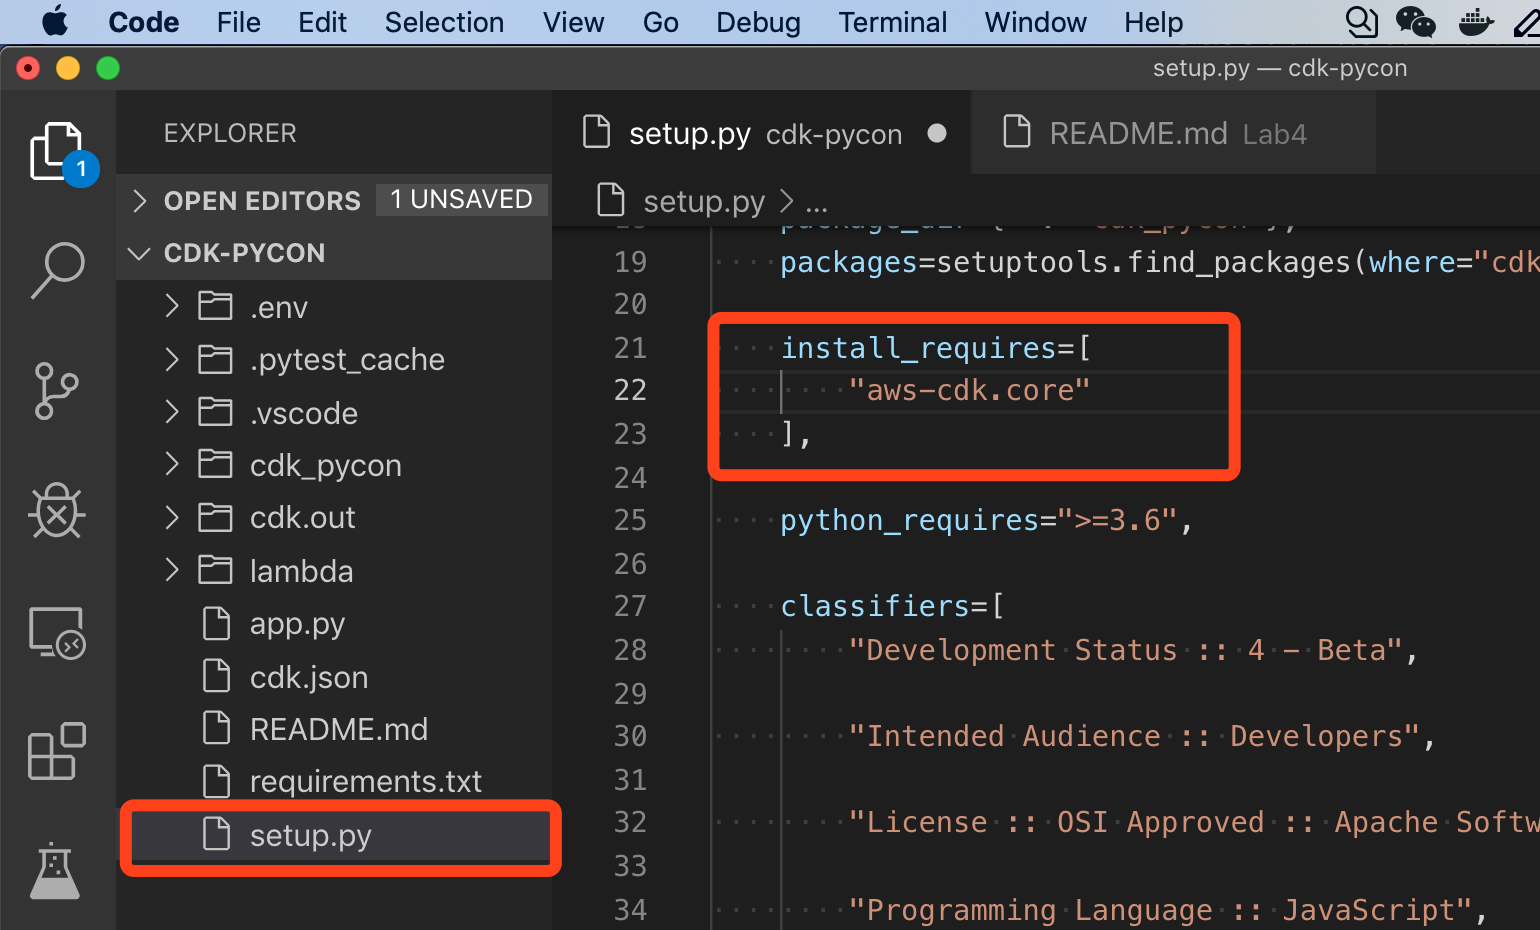 Code File Edit Selection View Go Debug Terminal Window Help
setup.py — cdk-pycon
EXPLORER
1
OPEN EDITORS 1 UNSAVED
CDK-PYCON
.env
.pytest_cache
.vscode
cdk_pycon
cdk.out
lambda
app.py
cdk.json
README.md
requirements.txt
setup.py
setup.py cdk-pycon
README.md Lab4
setup.py > ...
19 packages=setuptools.find_packages(where="cdk
20
21 install_requires=[
22 "aws-cdk.core"
23 ],
24
25 python_requires=">=3.6",
26
27 classifiers=[
28 "Development Status :: 4 - Beta",
29
30 "Intended Audience :: Developers",
31
32 "License :: OSI Approved :: Apache Softw
33
34 "Programming Language :: JavaScript",